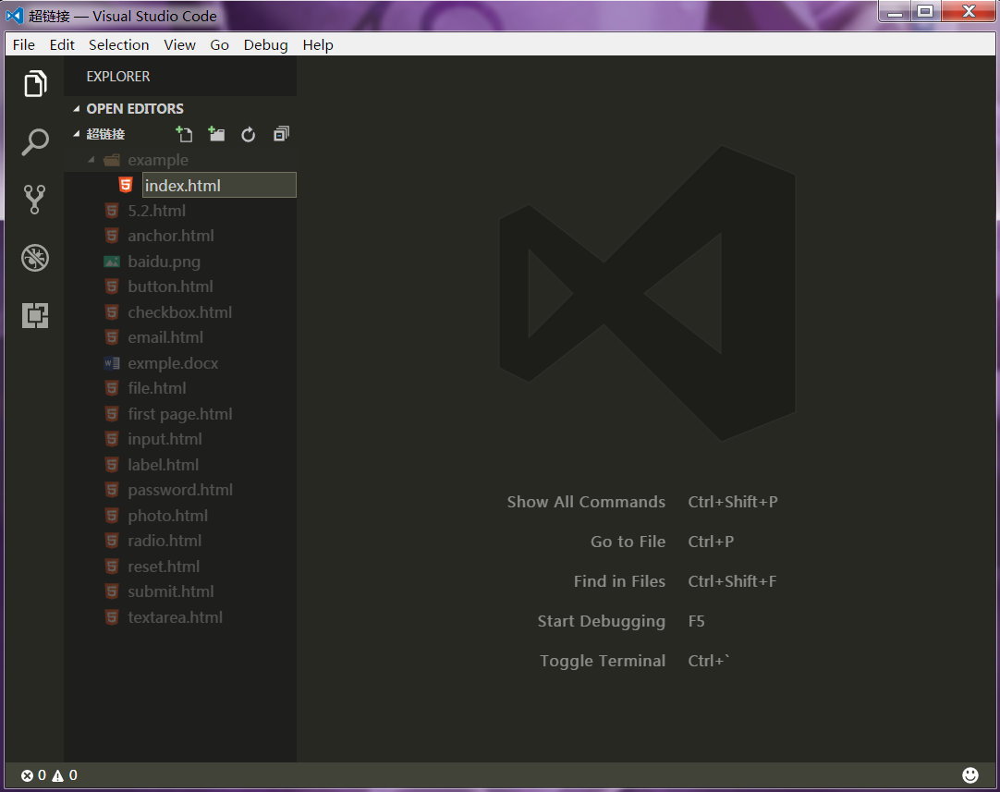 超链接 — Visual Studio Code
File Edit Selection View Go Debug Help
EXPLORER
OPEN EDITORS
超链接
example
index.html
5.2.html
anchor.html
baidu.png
button.html
checkbox.html
email.html
exmple.docx
file.html
first page.html
input.html
label.html
password.html
photo.html
radio.html
reset.html
submit.html
textarea.html
Show All Commands Ctrl+Shift+P
Go to File Ctrl+P
Find in Files Ctrl+Shift+F
Start Debugging F5
Toggle Terminal Ctrl+`
0 0